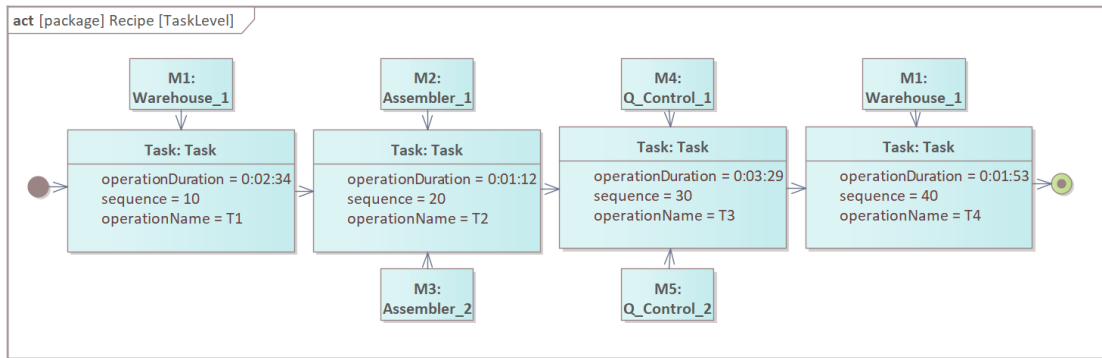 act [package] Recipe [TaskLevel]
M1:
Warehouse_1
M2:
Assembler_1
M4:
Q_Control_1
M1:
Warehouse_1
Task: Task
operationDuration = 0:02:34
sequence = 10
operationName = T1
Task: Task
operationDuration = 0:01:12
sequence = 20
operationName = T2
Task: Task
operationDuration = 0:03:29
sequence = 30
operationName = T3
Task: Task
operationDuration = 0:01:53
sequence = 40
operationName = T4
M3:
Assembler_2
M5:
Q_Control_2